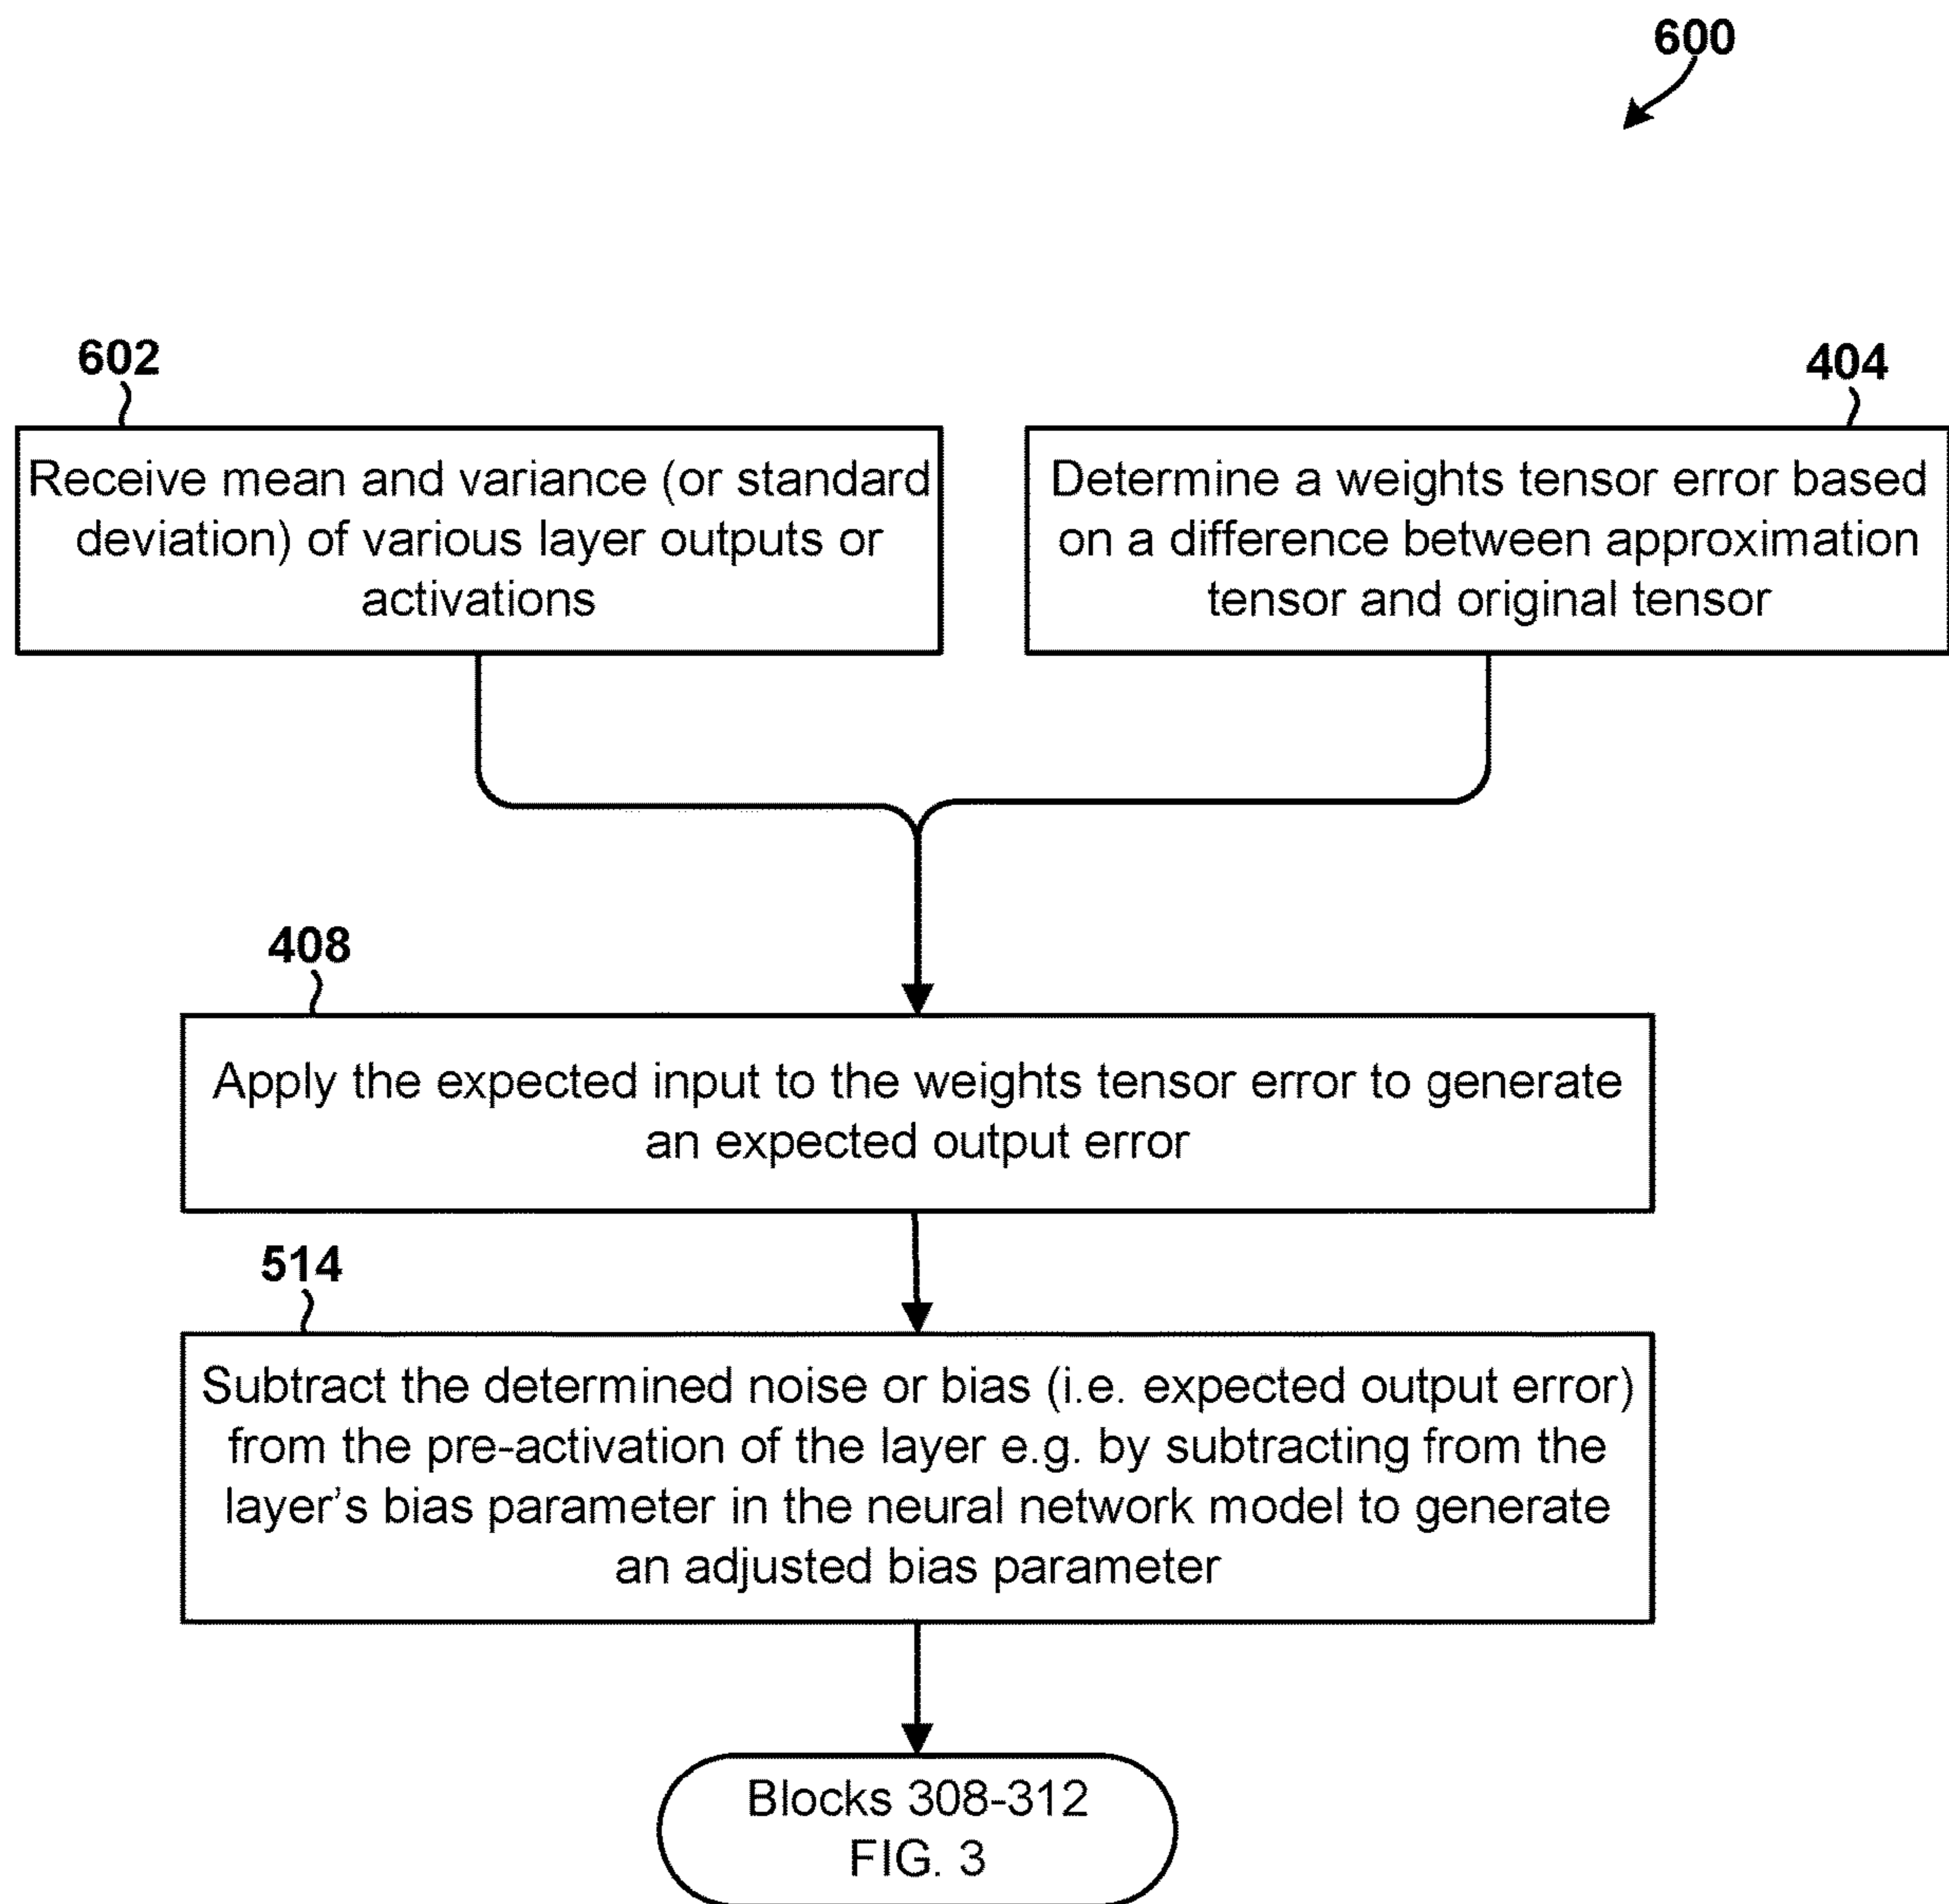 600
602
Receive mean and variance (or standard
deviation) of various layer outputs or
activations
404
Determine a weights tensor error based
on a difference between approximation
tensor and original tensor
408
Apply the expected input to the weights tensor error to generate
an expected output error
514
Subtract the determined noise or bias (i.e. expected output error)
from the pre-activation of the layer e.g. by subtracting from the
layer’s bias parameter in the neural network model to generate
an adjusted bias parameter
Blocks 308-312
FIG. 3